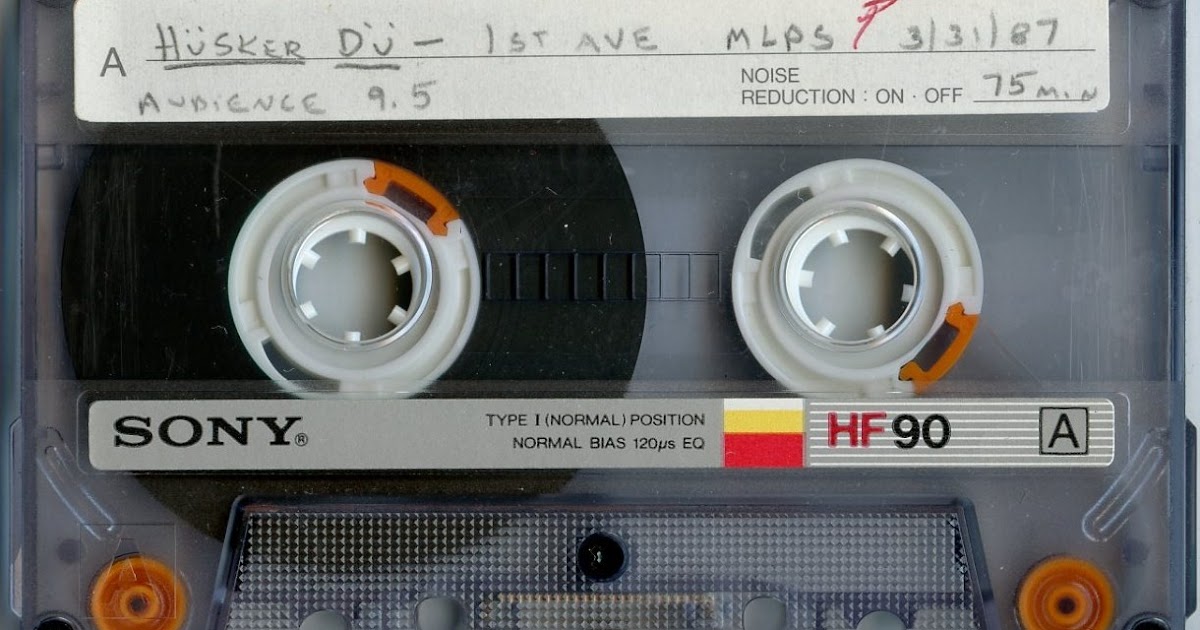 A HÜSKER DÜ – 1ST AVE MLPS 3/31/87
AUDIENCE 9.5
NOISE
REDUCTION : ON · OFF 75 MIN
SONY®
TYPE I (NORMAL) POSITION
NORMAL BIAS 120µs EQ
HF 90
A
A